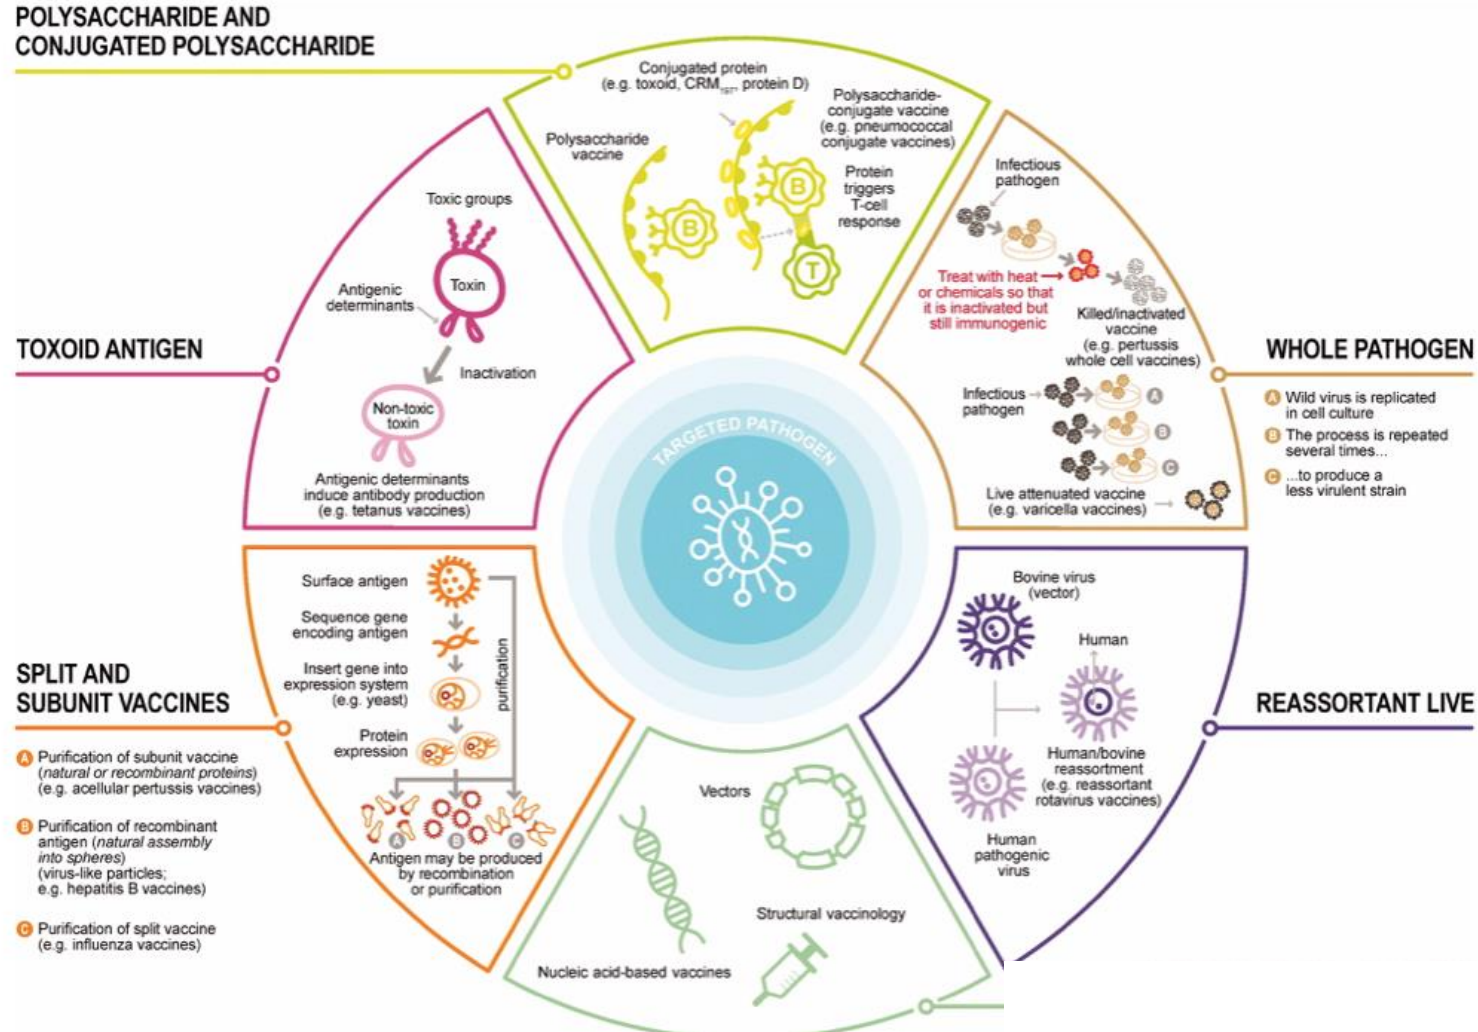 POLYSACCHARIDE AND
CONJUGATED POLYSACCHARIDE
Conjugated protein
(e.g. toxoid, CRM197, protein D)
Polysaccharide
vaccine
B
Polysaccharide-
conjugate vaccine
(e.g. pneumococcal
conjugate vaccines)
Protein
triggers
T-cell
response
B
T
TOXOID ANTIGEN
Toxic groups
Toxin
Antigenic
determinants
Inactivation
Non-toxic
toxin
Antigenic determinants
induce antibody production
(e.g. tetanus vaccines)
WHOLE PATHOGEN
Infectious
pathogen
Treat with heat
or chemicals so that
it is inactivated but
still immunogenic
Killed/inactivated
vaccine
(e.g. pertussis
whole cell vaccines)
Infectious
pathogen
A
B
C
Live attenuated vaccine
(e.g. varicella vaccines)
A Wild virus is replicated
in cell culture
B The process is repeated
several times...
C ...to produce a
less virulent strain
TARGETED PATHOGEN
SPLIT AND
SUBUNIT VACCINES
A Purification of subunit vaccine
(natural or recombinant proteins)
(e.g. acellular pertussis vaccines)
B Purification of recombinant
antigen (natural assembly
into spheres)
(virus-like particles;
e.g. hepatitis B vaccines)
C Purification of split vaccine
(e.g. influenza vaccines)
Surface antigen
Sequence gene
encoding antigen
Insert gene into
expression system
(e.g. yeast)
Protein
expression
purification
A
B
C
Antigen may be produced
by recombination
or purification
REASSORTANT LIVE
Bovine virus
(vector)
Human
Human/bovine
reassortment
(e.g. reassortant
rotavirus vaccines)
Human
pathogenic
virus
Vectors
Structural vaccinology
Nucleic acid-based vaccines